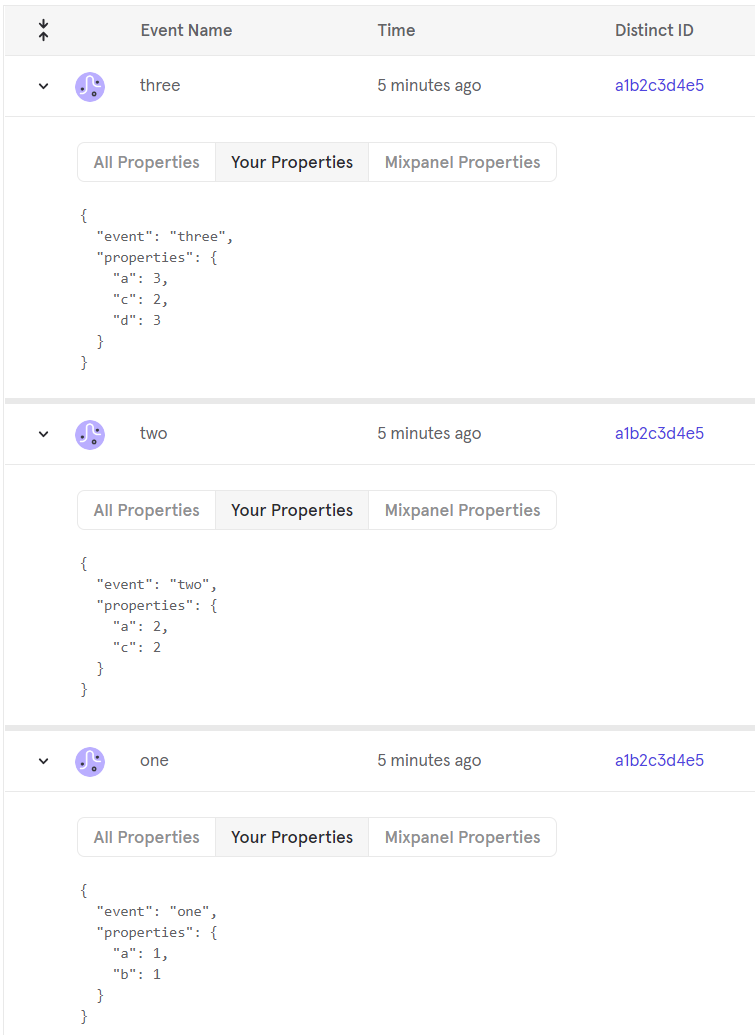 Event Name Time Distinct ID
three 5 minutes ago a1b2c3d4e5
All Properties Your Properties Mixpanel Properties
{
  "event": "three",
  "properties": {
    "a": 3,
    "c": 2,
    "d": 3
  }
}
two 5 minutes ago a1b2c3d4e5
All Properties Your Properties Mixpanel Properties
{
  "event": "two",
  "properties": {
    "a": 2,
    "c": 2
  }
}
one 5 minutes ago a1b2c3d4e5
All Properties Your Properties Mixpanel Properties
{
  "event": "one",
  "properties": {
    "a": 1,
    "b": 1
  }
}